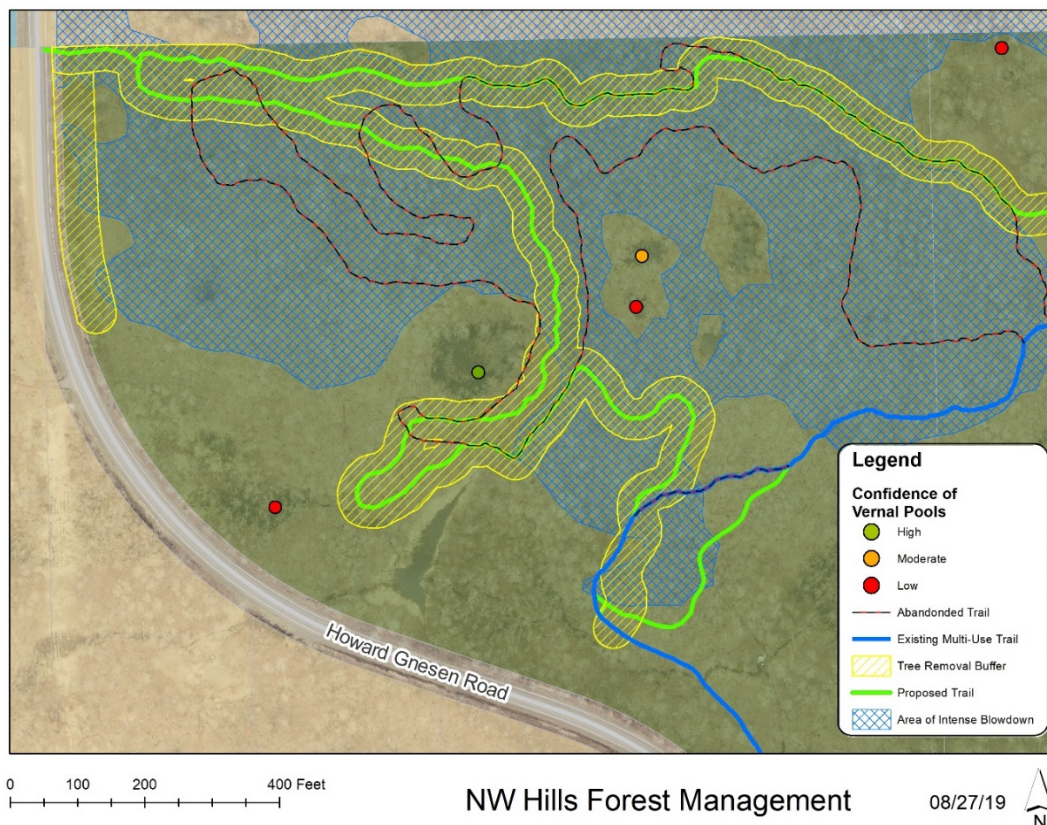 Howard Gnesen Road
Legend
Confidence of
Vernal Pools
High
Moderate
Low
Abandonded Trail
Existing Multi-Use Trail
Tree Removal Buffer
Proposed Trail
Area of Intense Blowdown
0 100 200 400 Feet
NW Hills Forest Management
08/27/19
N